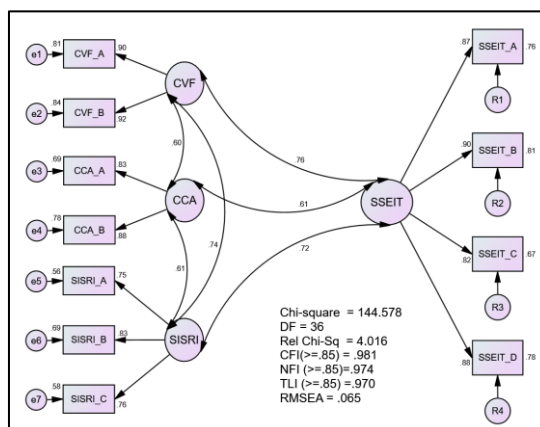 .81
e1
CVF_A
.90
.84
e2
CVF_B
.92
CVF
.69
e3
CCA_A
.83
.60
.78
e4
CCA_B
.88
CCA
.56
e5
SISRI_A
.75
.61
.74
.69
e6
SISRI_B
.83
SISRI
.58
e7
SISRI_C
.76
.76
.61
.72
SSEIT
.87
SSEIT_A
.76
R1
.90
SSEIT_B
.81
R2
.82
SSEIT_C
.67
R3
.88
SSEIT_D
.78
R4
Chi-square = 144.578
DF = 36
Rel Chi-Sq = 4.016
CFI(>=.85) = .981
NFI (>=.85)=.974
TLI (>=.85)=.970
RMSEA = .065